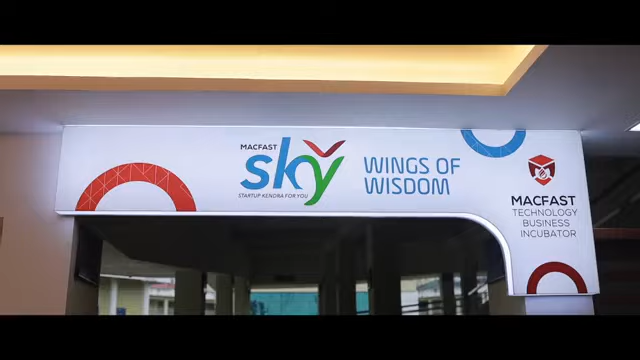 MACFAST
sky
STARTUP KENDRA FOR YOU
WINGS OF
WISDOM
MACFAST
TECHNOLOGY
BUSINESS
INCUBATOR